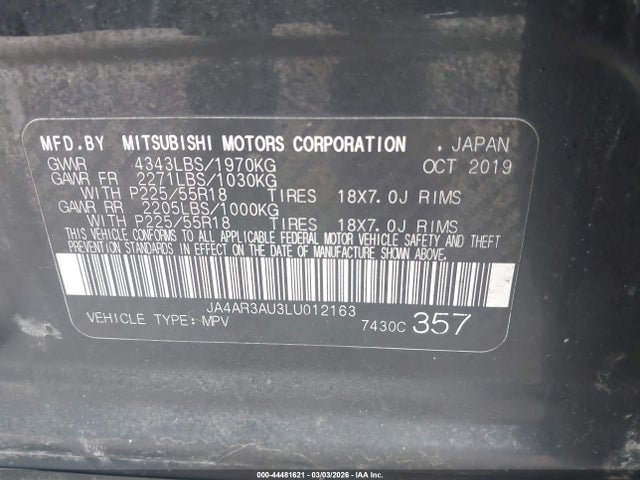 MFD.BY MITSUBISHI MOTORS CORPORATION . JAPAN
GVWR 4343LBS/1970KG OCT 2019
GAWR FR 2271LBS/1030KG
WITH P225/55R18 TIRES 18X7.0J RIMS
GAWR RR 2205LBS/1000KG
WITH P225/55R18 TIRES 18X7.0J RIMS
THIS VEHICLE CONFORMS TO ALL APPLICABLE FEDERAL MOTOR VEHICLE SAFETY AND THEFT
PREVENTION STANDARDS IN EFFECT ON THE DATE OF MANUFACTURE SHOWN ABOVE.
JA4AR3AU3LU012163
VEHICLE TYPE: MPV 7430C 357
000-44481621 - 03/03/2026 - IAA Inc.